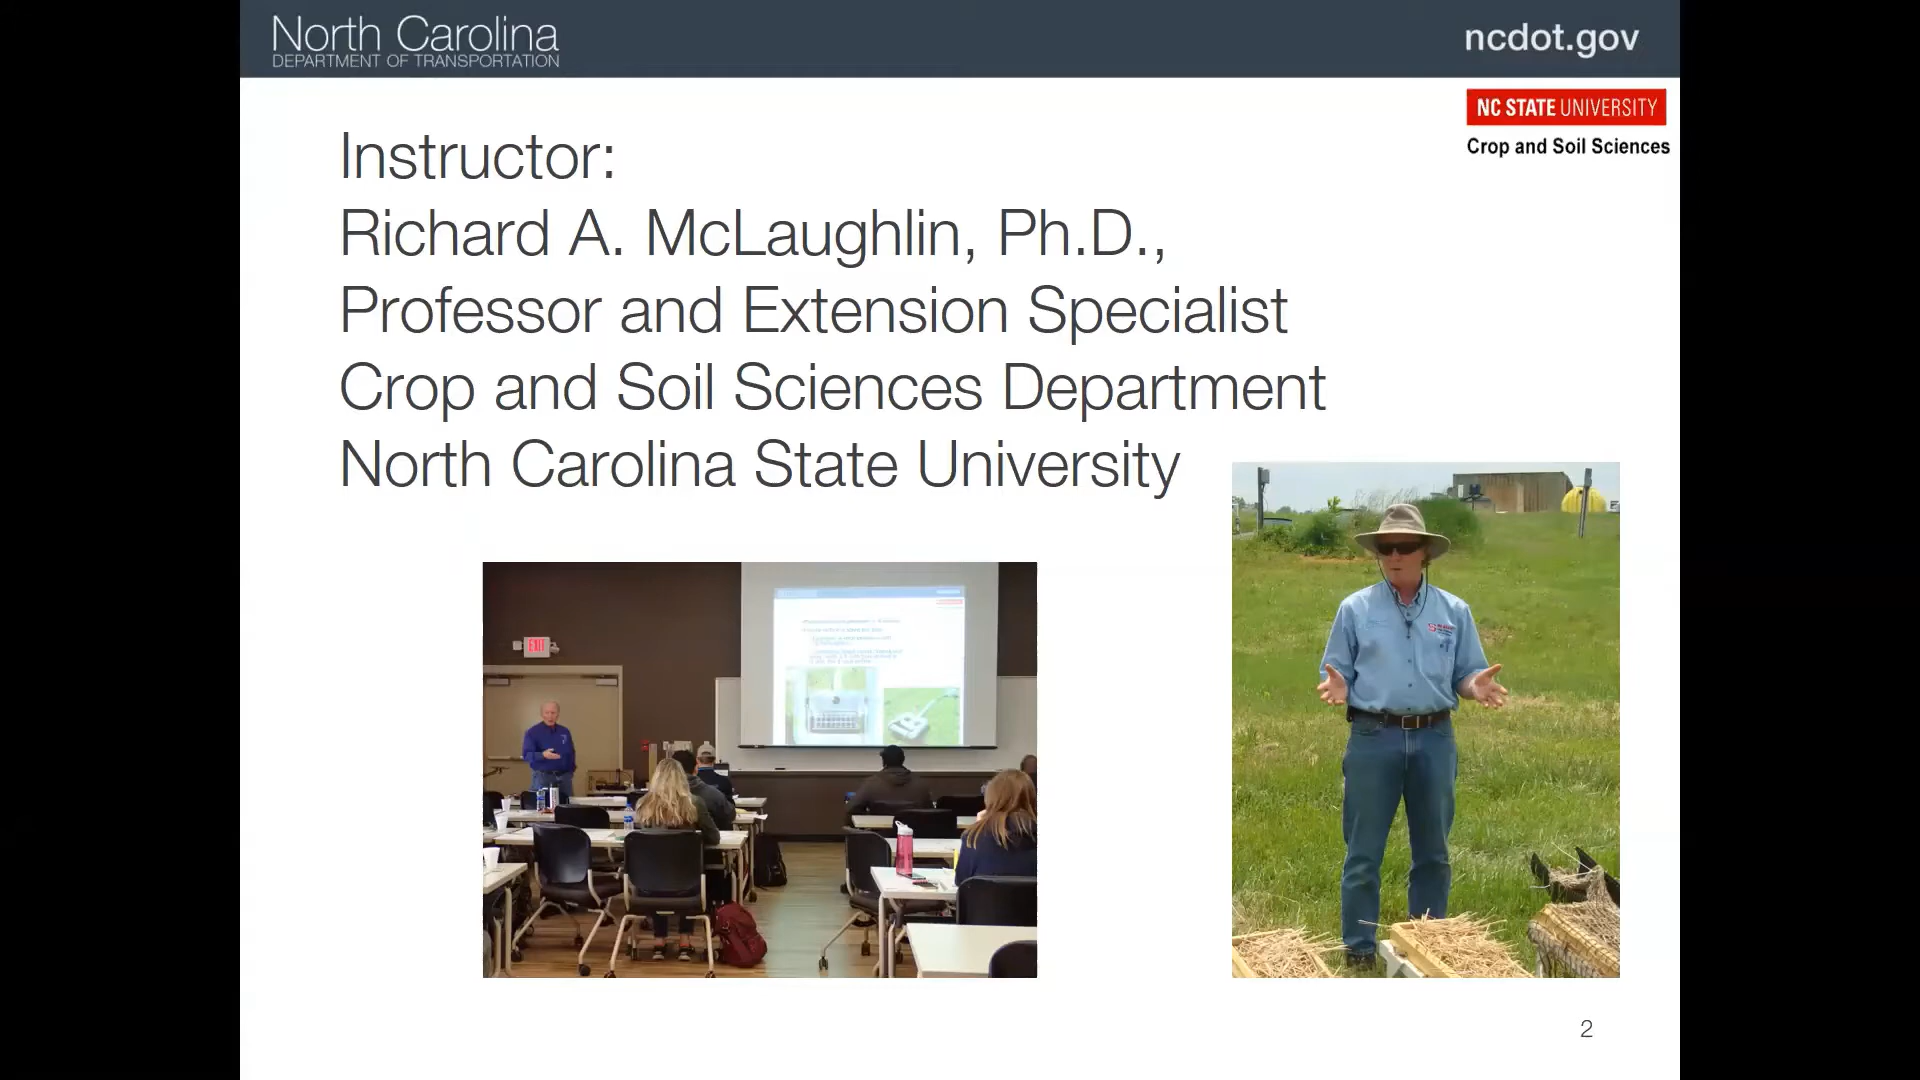 North Carolina
DEPARTMENT OF TRANSPORTATION
ncdot.gov
NC STATE UNIVERSITY
Crop and Soil Sciences
Instructor:
Richard A. McLaughlin, Ph.D.,
Professor and Extension Specialist
Crop and Soil Sciences Department
North Carolina State University
EXIT
2